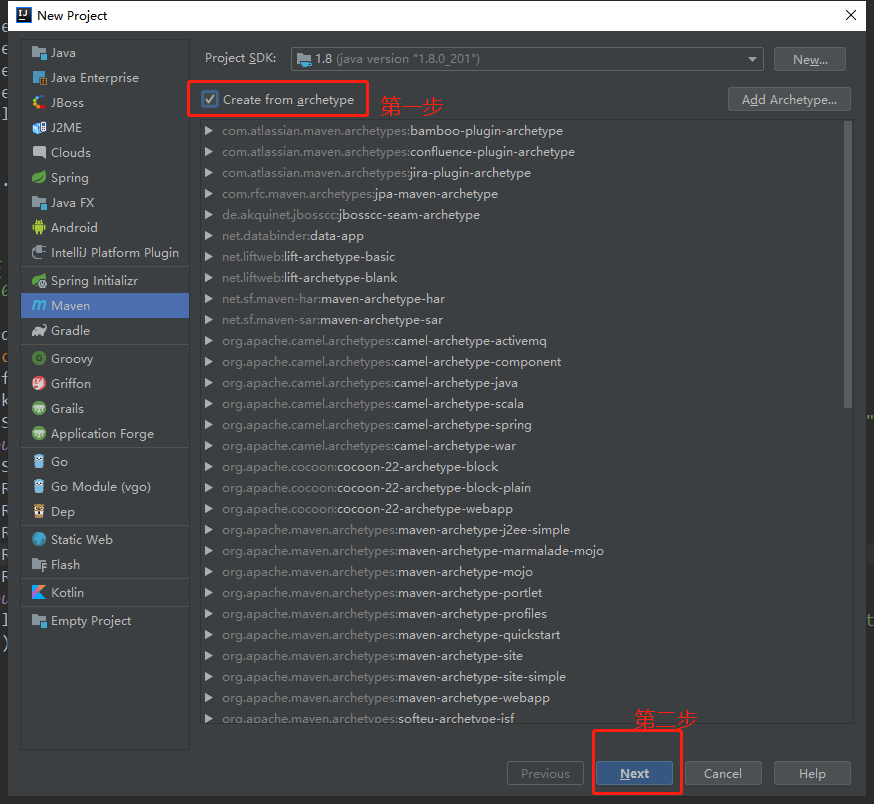 New Project
Java
Java Enterprise
JBoss
J2ME
Clouds
Spring
Java FX
Android
IntelliJ Platform Plugin
Spring Initializr
Maven
Gradle
Groovy
Griffon
Grails
Application Forge
Go
Go Module (vgo)
Dep
Static Web
Flash
Kotlin
Empty Project
Project SDK: 1.8 (java version "1.8.0_201") New...
Create from archetype 第一步 Add Archetype...
com.atlassian.maven.archetypes:bamboo-plugin-archetype
com.atlassian.maven.archetypes:confluence-plugin-archetype
com.atlassian.maven.archetypes:jira-plugin-archetype
com.rfc.maven.archetypes:jpa-maven-archetype
de.akquinet.jbosscc:jbosscc-seam-archetype
net.databinder:data-app
net.liftweb:lift-archetype-basic
net.liftweb:lift-archetype-blank
net.sf.maven-har:maven-archetype-har
net.sf.maven-sar:maven-archetype-sar
org.apache.camel.archetypes:camel-archetype-activemq
org.apache.camel.archetypes:camel-archetype-component
org.apache.camel.archetypes:camel-archetype-java
org.apache.camel.archetypes:camel-archetype-scala
org.apache.camel.archetypes:camel-archetype-spring
org.apache.camel.archetypes:camel-archetype-war
org.apache.cocoon:cocoon-22-archetype-block
org.apache.cocoon:cocoon-22-archetype-block-plain
org.apache.cocoon:cocoon-22-archetype-webapp
org.apache.maven.archetypes:maven-archetype-j2ee-simple
org.apache.maven.archetypes:maven-archetype-marmalade-mojo
org.apache.maven.archetypes:maven-archetype-mojo
org.apache.maven.archetypes:maven-archetype-portlet
org.apache.maven.archetypes:maven-archetype-profiles
org.apache.maven.archetypes:maven-archetype-quickstart
org.apache.maven.archetypes:maven-archetype-site
org.apache.maven.archetypes:maven-archetype-site-simple
org.apache.maven.archetypes:maven-archetype-webapp
org.apache.maven.archetypes:softeu-archetype-jsf
第二步
Previous Next Cancel Help